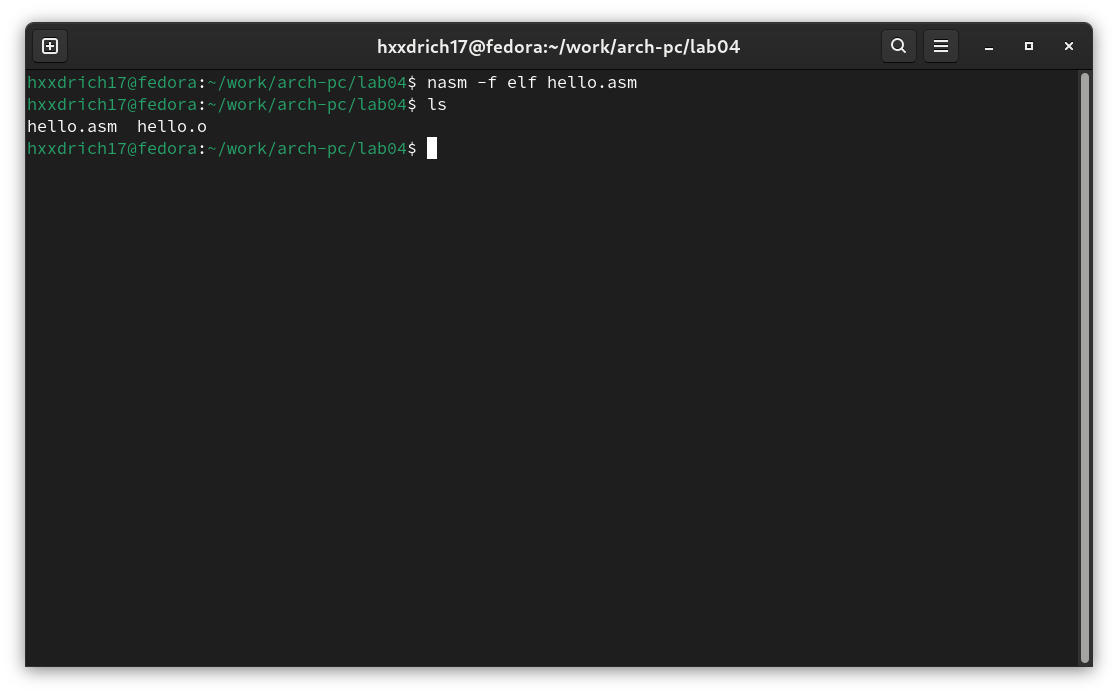 hxxdrich17@fedora:~/work/arch-pc/lab04
hxxdrich17@fedora:~/work/arch-pc/lab04$ nasm -f elf hello.asm
hxxdrich17@fedora:~/work/arch-pc/lab04$ ls
hello.asm  hello.o
hxxdrich17@fedora:~/work/arch-pc/lab04$